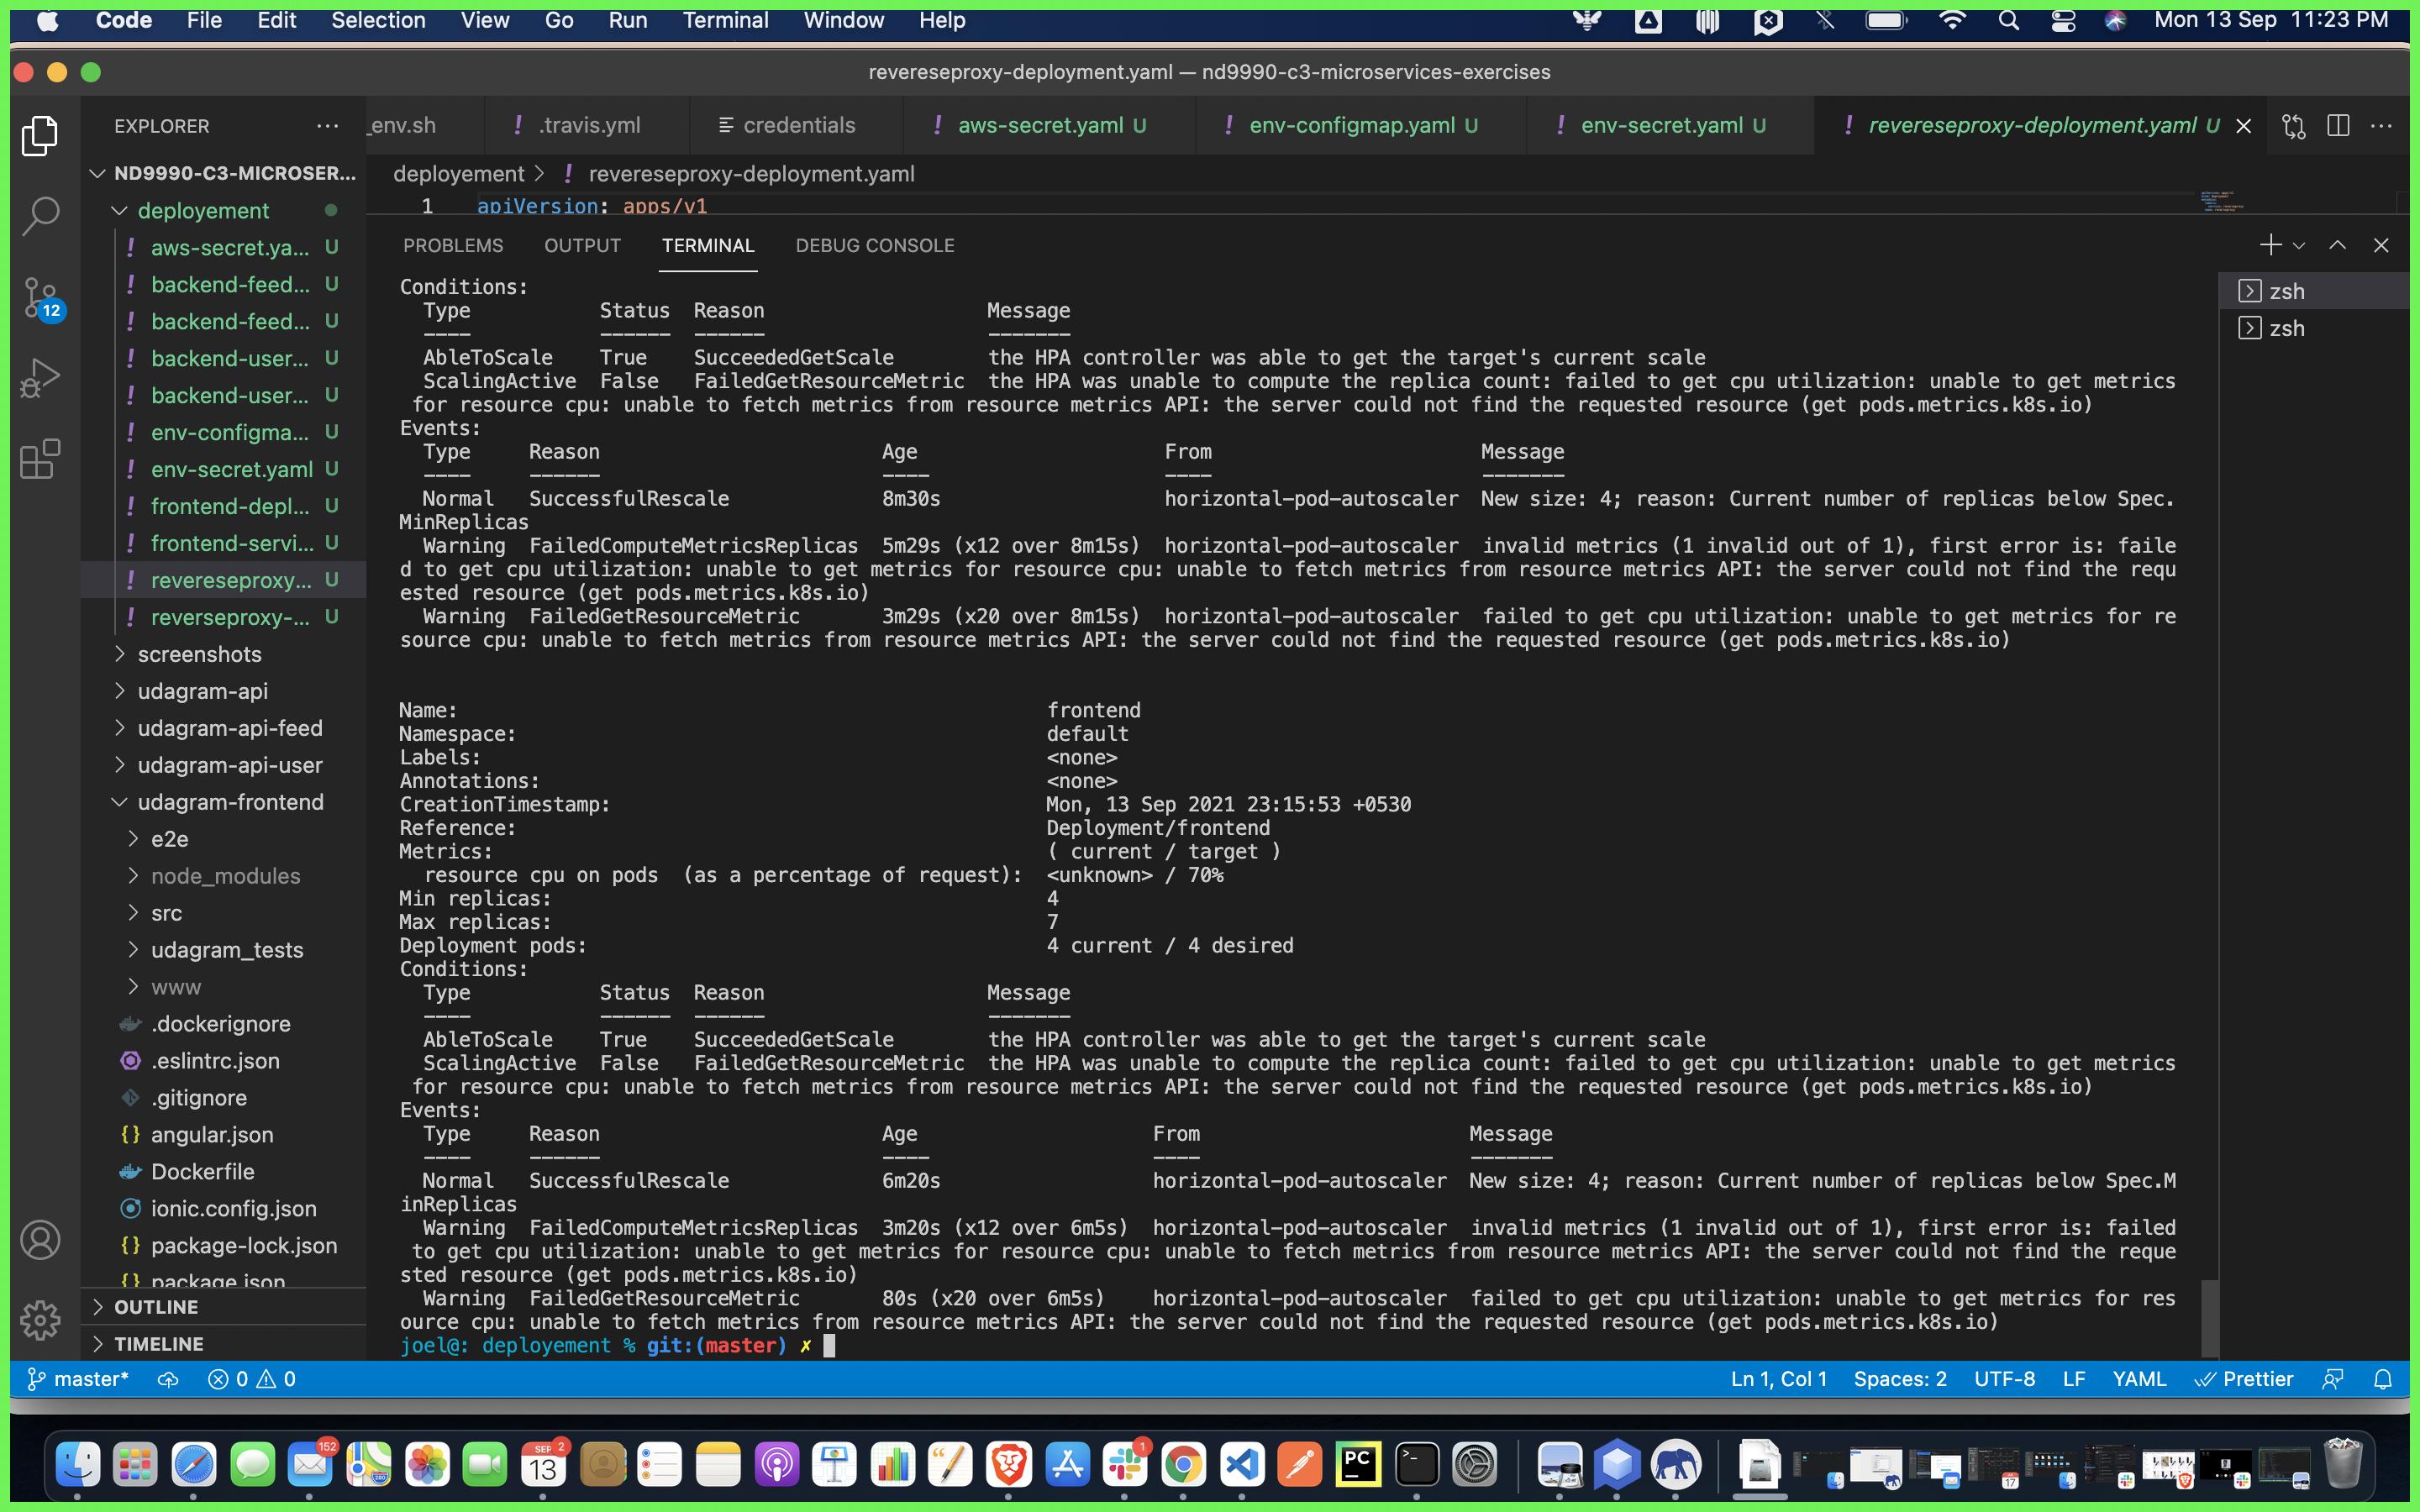 Code File Edit Selection View Go Run Terminal Window Help Mon 13 Sep 11:23 PM
revereseproxy-deployment.yaml — nd9990-c3-microservices-exercises
EXPLORER
_env.sh ! .travis.yml credentials ! aws-secret.yaml U ! env-configmap.yaml U ! env-secret.yaml U ! revereseproxy-deployment.yaml U
ND9990-C3-MICROSER...
deployement > ! revereseproxy-deployment.yaml
1 apiVersion: apps/v1
deployement
! aws-secret.ya... U
! backend-feed... U
! backend-feed... U
! backend-user... U
! backend-user... U
! env-configma... U
! env-secret.yaml U
! frontend-depl... U
! frontend-servi... U
! revereseproxy... U
! reverseproxy-... U
screenshots
udagram-api
udagram-api-feed
udagram-api-user
udagram-frontend
e2e
node_modules
src
udagram_tests
www
.dockerignore
.eslintrc.json
.gitignore
{} angular.json
Dockerfile
ionic.config.json
{} package-lock.json
{} package.json
OUTLINE
TIMELINE
12
PROBLEMS OUTPUT TERMINAL DEBUG CONSOLE
zsh
zsh
Conditions:
Type Status Reason Message
---- ------ ------ -------
AbleToScale True SucceededGetScale the HPA controller was able to get the target's current scale
ScalingActive False FailedGetResourceMetric the HPA was unable to compute the replica count: failed to get cpu utilization: unable to get metrics
for resource cpu: unable to fetch metrics from resource metrics API: the server could not find the requested resource (get pods.metrics.k8s.io)
Events:
Type Reason Age From Message
---- ------ ---- ---- -------
Normal SuccessfulRescale 8m30s horizontal-pod-autoscaler New size: 4; reason: Current number of replicas below Spec.
MinReplicas
Warning FailedComputeMetricsReplicas 5m29s (x12 over 8m15s) horizontal-pod-autoscaler invalid metrics (1 invalid out of 1), first error is: faile
d to get cpu utilization: unable to get metrics for resource cpu: unable to fetch metrics from resource metrics API: the server could not find the requ
ested resource (get pods.metrics.k8s.io)
Warning FailedGetResourceMetric 3m29s (x20 over 8m15s) horizontal-pod-autoscaler failed to get cpu utilization: unable to get metrics for re
source cpu: unable to fetch metrics from resource metrics API: the server could not find the requested resource (get pods.metrics.k8s.io)
Name: frontend
Namespace: default
Labels: <none>
Annotations: <none>
CreationTimestamp: Mon, 13 Sep 2021 23:15:53 +0530
Reference: Deployment/frontend
Metrics: ( current / target )
resource cpu on pods (as a percentage of request): <unknown> / 70%
Min replicas: 4
Max replicas: 7
Deployment pods: 4 current / 4 desired
Conditions:
Type Status Reason Message
---- ------ ------ -------
AbleToScale True SucceededGetScale the HPA controller was able to get the target's current scale
ScalingActive False FailedGetResourceMetric the HPA was unable to compute the replica count: failed to get cpu utilization: unable to get metrics
for resource cpu: unable to fetch metrics from resource metrics API: the server could not find the requested resource (get pods.metrics.k8s.io)
Events:
Type Reason Age From Message
---- ------ ---- ---- -------
Normal SuccessfulRescale 6m20s horizontal-pod-autoscaler New size: 4; reason: Current number of replicas below Spec.M
inReplicas
Warning FailedComputeMetricsReplicas 3m20s (x12 over 6m5s) horizontal-pod-autoscaler invalid metrics (1 invalid out of 1), first error is: failed
to get cpu utilization: unable to get metrics for resource cpu: unable to fetch metrics from resource metrics API: the server could not find the reque
sted resource (get pods.metrics.k8s.io)
Warning FailedGetResourceMetric 80s (x20 over 6m5s) horizontal-pod-autoscaler failed to get cpu utilization: unable to get metrics for res
ource cpu: unable to fetch metrics from resource metrics API: the server could not find the requested resource (get pods.metrics.k8s.io)
joel@: deployement % git:(master) ✗
master* 0 0 Ln 1, Col 1 Spaces: 2 UTF-8 LF YAML Prettier
152 SEP 2 13 1 PC